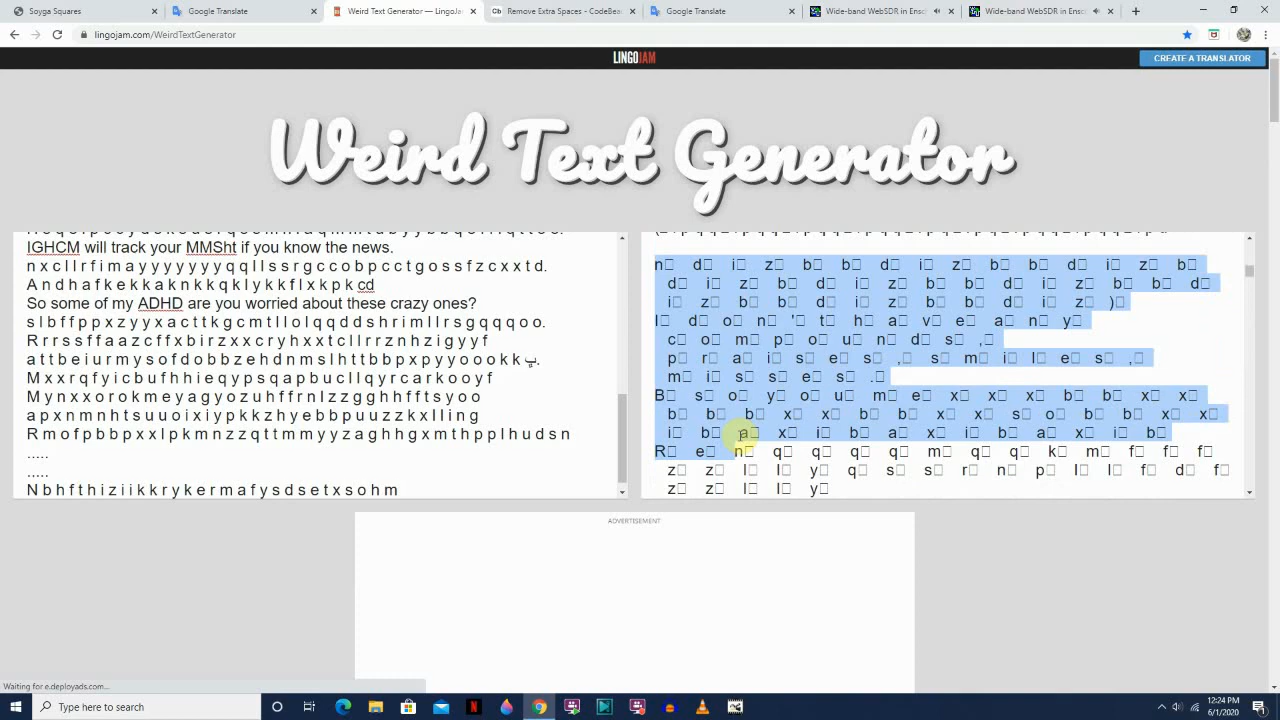 Soyga Squares
Google Translate
Weird Text Generator — LingoJam
Remove Extra Spaces - CodeBea
Google Translate
Wide-band WebSDR in Ensc
Wide-band WebSDR in Ensc
lingojam.com/WeirdTextGenerator
LINGOJAM
CREATE A TRANSLATOR
Weird Text Generator
IGHCM will track your MMSht if you know the news.
n x c l l r f i m a y y y y y y y q q l l s s r g c c o b p c c t g o s s f z c x x t d.
A n d h a f k e k k a k n k k q k l y k k f l x k p k cd
So some of my ADHD are you worried about these crazy ones?
s l b f f p p x z y y x a c t t k g c m t l l o l q q d d s h r i m l l r s g q q q o o.
R r r s s f f a a z c f f x b i r z x x c r y h x x t c l l r r z n h z i g y y f
a t t b e i u r m y s o f d o b b z e h d n m s l h t t b b p x p y y o o o k k پ.
M x x r q f y i c b u f h h i e q y p s q a p b u c l l q y r c a r k o o y f
M y n x x o r o k m e y a g y o z u h f f r n l z z g g h h f f t s y o o
a p x n m n h t s u u o i x i y p k k z h y e b b p u u z z k x l l i n g
R m o f p b b p x x l p k m n z z q t t m m y y z a g h h g x m t h p p l h u d s n
.....
.....
N b h f t h i z i i k k r y k e r m a f y s d s e t x s o h m
n⃣ d⃣ i⃣ z⃣ b⃣ b⃣ d⃣ i⃣ z⃣ b⃣ b⃣ d⃣ i⃣ z⃣ b⃣
d⃣ i⃣ z⃣ b⃣ b⃣ d⃣ i⃣ z⃣ b⃣ b⃣ d⃣ i⃣ z⃣ b⃣ b⃣ d⃣
i⃣ z⃣ b⃣ b⃣ d⃣ i⃣ z⃣ b⃣ b⃣ d⃣ i⃣ z⃣ )⃣
I⃣ d⃣ o⃣ n⃣ '⃣ t⃣ h⃣ a⃣ v⃣ e⃣ a⃣ n⃣ y⃣
c⃣ o⃣ m⃣ p⃣ o⃣ u⃣ n⃣ d⃣ s⃣ ,⃣
p⃣ r⃣ a⃣ i⃣ s⃣ e⃣ s⃣ ,⃣ s⃣ m⃣ i⃣ l⃣ e⃣ s⃣ ,⃣
m⃣ i⃣ s⃣ s⃣ e⃣ s⃣ .⃣
B⃣ s⃣ o⃣ y⃣ o⃣ u⃣ m⃣ e⃣ x⃣ x⃣ x⃣ b⃣ b⃣ x⃣ x⃣
b⃣ b⃣ b⃣ x⃣ x⃣ b⃣ b⃣ x⃣ x⃣ s⃣ o⃣ b⃣ b⃣ x⃣ x⃣
i⃣ b⃣ a⃣ x⃣ i⃣ b⃣ a⃣ x⃣ i⃣ b⃣ a⃣ x⃣ i⃣ b⃣
R⃣ e⃣ n⃣ q⃣ q⃣ q⃣ q⃣ m⃣ q⃣ q⃣ k⃣ m⃣ f⃣ f⃣ f⃣
z⃣ z⃣ l⃣ l⃣ y⃣ q⃣ s⃣ s⃣ r⃣ n⃣ p⃣ l⃣ l⃣ f⃣ d⃣ f⃣
z⃣ z⃣ l⃣ l⃣ y⃣
ADVERTISEMENT
Waiting for e.deployads.com...
Type here to search
12:24 PM
6/1/2020